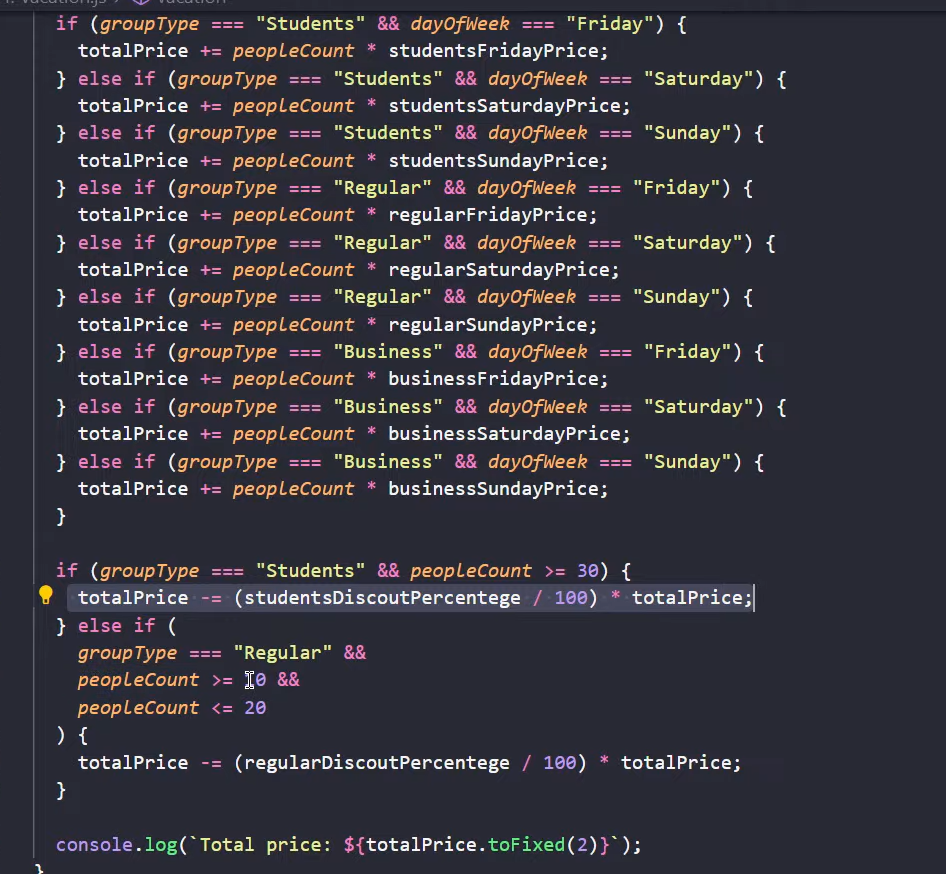 if (groupType === "Students" && dayOfWeek === "Friday") {
totalPrice += peopleCount * studentsFridayPrice;
} else if (groupType === "Students" && dayOfWeek === "Saturday") {
totalPrice += peopleCount * studentsSaturdayPrice;
} else if (groupType === "Students" && dayOfWeek === "Sunday") {
totalPrice += peopleCount * studentsSundayPrice;
} else if (groupType === "Regular" && dayOfWeek === "Friday") {
totalPrice += peopleCount * regularFridayPrice;
} else if (groupType === "Regular" && dayOfWeek === "Saturday") {
totalPrice += peopleCount * regularSaturdayPrice;
} else if (groupType === "Regular" && dayOfWeek === "Sunday") {
totalPrice += peopleCount * regularSundayPrice;
} else if (groupType === "Business" && dayOfWeek === "Friday") {
totalPrice += peopleCount * businessFridayPrice;
} else if (groupType === "Business" && dayOfWeek === "Saturday") {
totalPrice += peopleCount * businessSaturdayPrice;
} else if (groupType === "Business" && dayOfWeek === "Sunday") {
totalPrice += peopleCount * businessSundayPrice;
}
if (groupType === "Students" && peopleCount >= 30) {
totalPrice -= (studentsDiscoutPercentege / 100) * totalPrice;
} else if (
groupType === "Regular" &&
peopleCount >= 10 &&
peopleCount <= 20
) {
totalPrice -= (regularDiscoutPercentege / 100) * totalPrice;
}
console.log(`Total price: ${totalPrice.toFixed(2)}`);
}